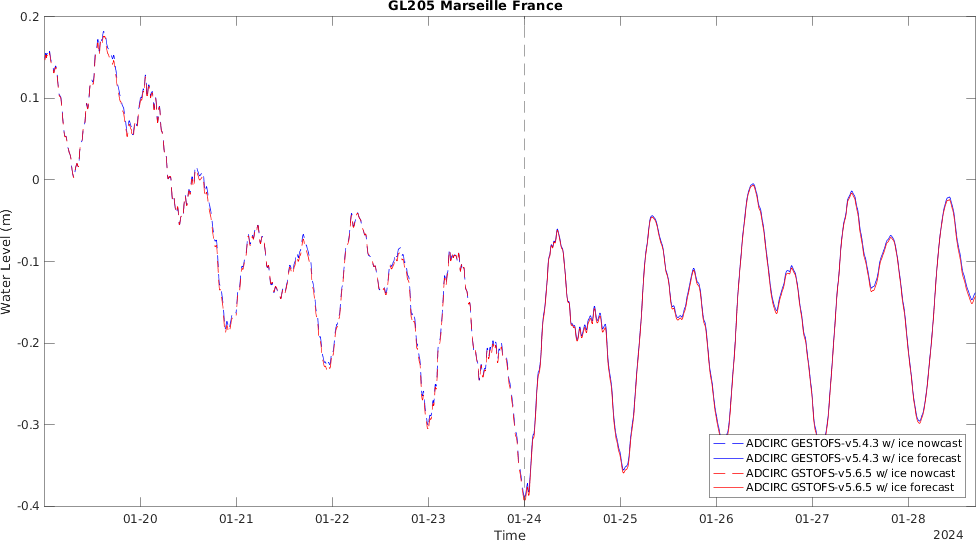 GL205 Marseille France
Water Level (m)
0.2
0.1
0
-0.1
-0.2
-0.3
-0.4
ADCIRC GESTOFS-v5.4.3 w/ ice nowcast
ADCIRC GESTOFS-v5.4.3 w/ ice forecast
ADCIRC GSTOFS-v5.6.5 w/ ice nowcast
ADCIRC GSTOFS-v5.6.5 w/ ice forecast
01-20 01-21 01-22 01-23 01-24 01-25 01-26 01-27 01-28
Time
2024